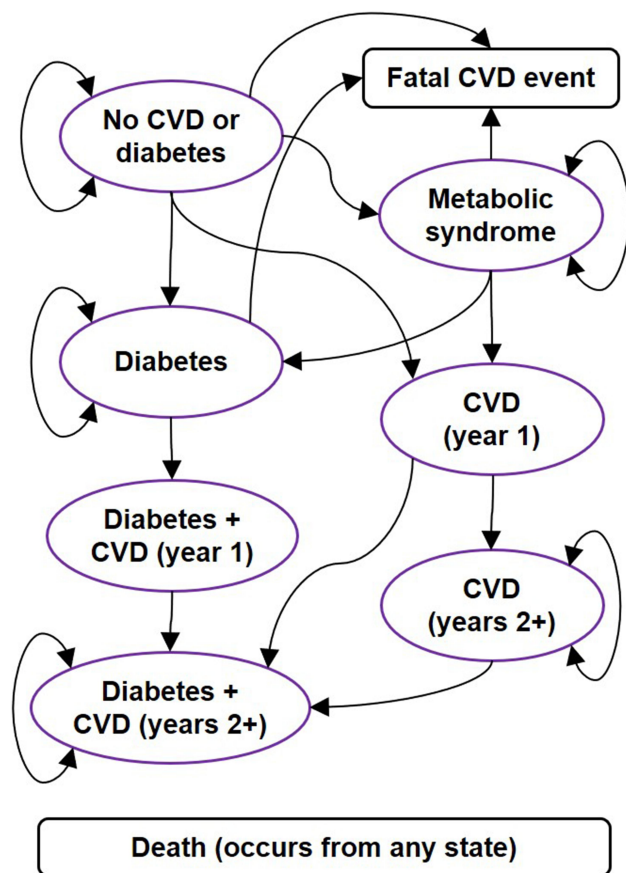 Fatal CVD event
No CVD or
diabetes
Metabolic
syndrome
Diabetes
CVD
(year 1)
Diabetes +
CVD (year 1)
CVD
(years 2+)
Diabetes +
CVD (years 2+)
Death (occurs from any state)